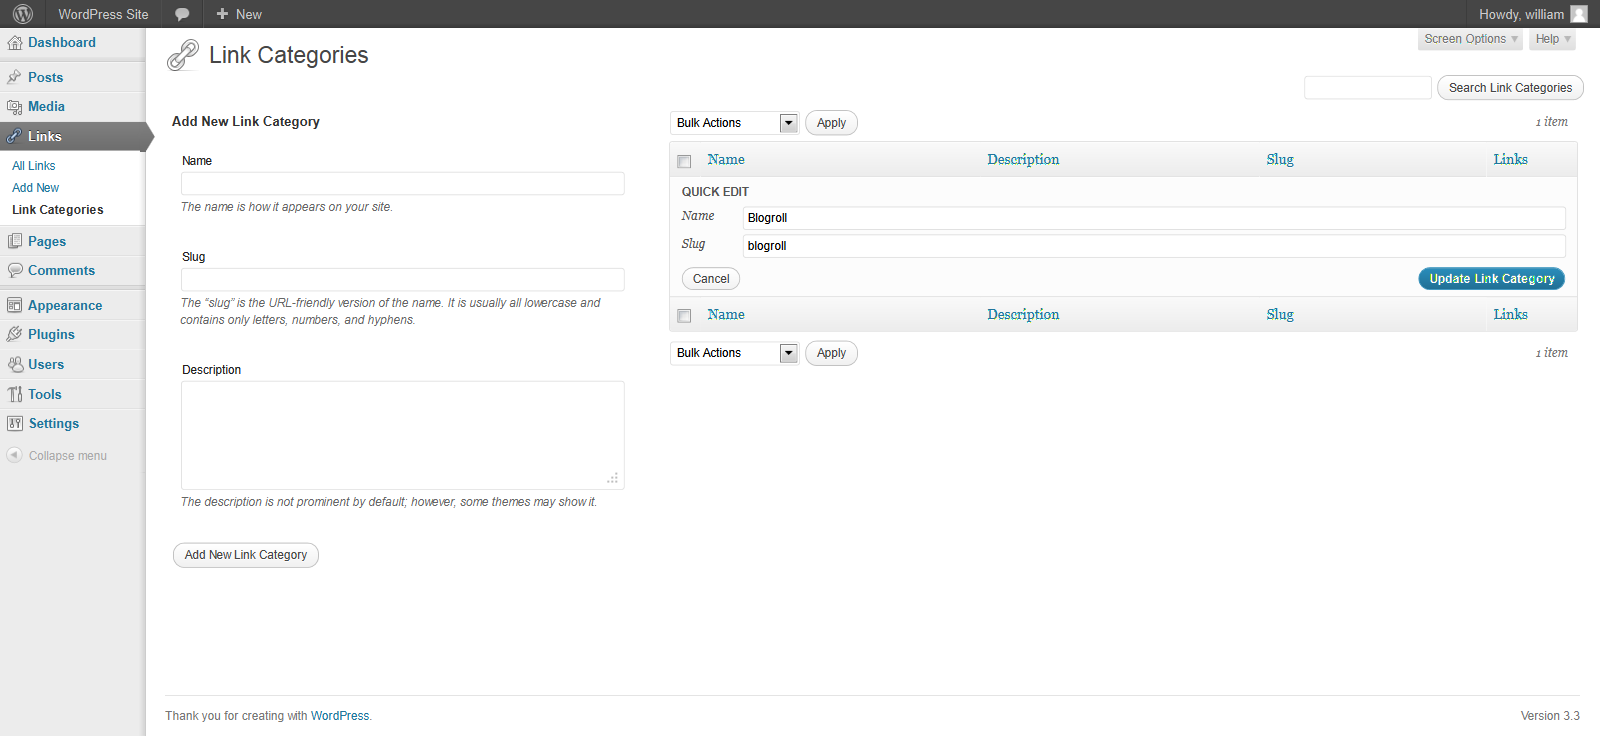 WordPress Site
New
Howdy, william
Dashboard
Posts
Media
Links
All Links
Add New
Link Categories
Pages
Comments
Appearance
Plugins
Users
Tools
Settings
Collapse menu
Link Categories
Screen Options
Help
Search Link Categories
Add New Link Category
Name
The name is how it appears on your site.
Slug
The “slug” is the URL-friendly version of the name. It is usually all lowercase and
contains only letters, numbers, and hyphens.
Description
The description is not prominent by default; however, some themes may show it.
Add New Link Category
Bulk Actions Apply 1 item
Name Description Slug Links
QUICK EDIT
Name Blogroll
Slug blogroll
Cancel Update Link Category
Name Description Slug Links
Bulk Actions Apply 1 item
Thank you for creating with WordPress. Version 3.3